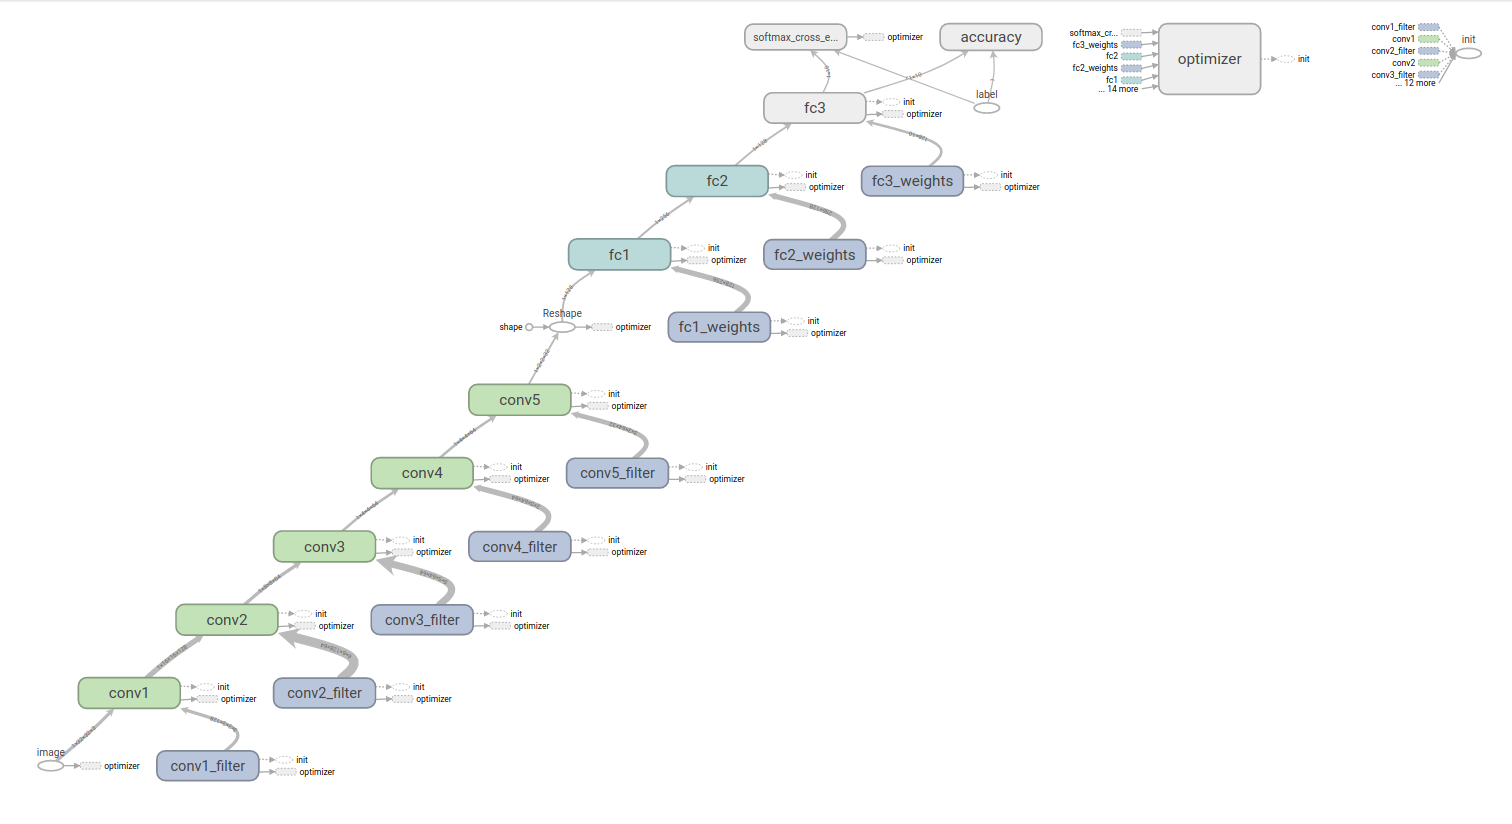 softmax_cross_e...
optimizer
accuracy
softmax_cr...
fc3_weights
fc2
fc2_weights
fc1
... 14 more
optimizer
init
conv1_filter
conv1
conv2_filter
conv2
conv3_filter
... 12 more
init
label
fc3
init
optimizer
fc2
init
optimizer
fc3_weights
init
optimizer
fc1
init
optimizer
fc2_weights
init
optimizer
Reshape
shape
optimizer
fc1_weights
init
optimizer
conv5
init
optimizer
conv4
init
optimizer
conv5_filter
init
optimizer
conv3
init
optimizer
conv4_filter
init
optimizer
conv2
init
optimizer
conv3_filter
init
optimizer
conv1
init
optimizer
conv2_filter
init
optimizer
image
optimizer
conv1_filter
init
optimizer